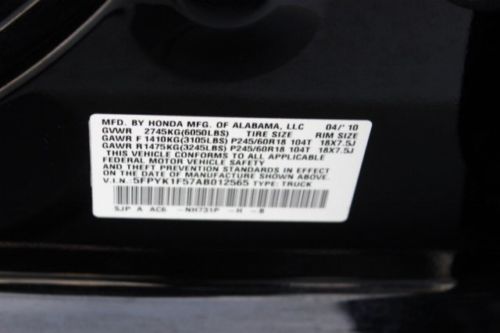 MFD. BY HONDA MFG. OF ALABAMA, LLC 04/'10
GVWR 2745KG(6050LBS) TIRE SIZE RIM SIZE
GAWR F 1410KG(3105LBS) P245/60R18 104T 18X7.5J
GAWR R1475KG(3245LBS) P245/60R18 104T 18X7.5J
THIS VEHICLE CONFORMS TO ALL APPLICABLE
FEDERAL MOTOR VEHICLE SAFETY
AND THEFT PREVENTION STANDARDS IN EFFECT
ON THE DATE OF MANUFACTURE SHOWN ABOVE.
V.I.N. 5FPYK1F57AB012565 TYPE: TRUCK
SJP A AC6 NH731P H B